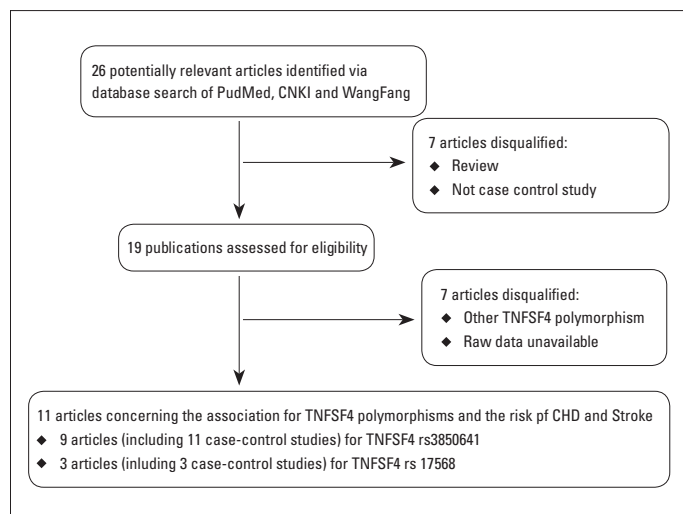 26 potentially relevant articles identified via
database search of PudMed, CNKI and WangFang
7 articles disqualified:
◆ Review
◆ Not case control study
19 publications assessed for eligibility
7 articles disqualified:
◆ Other TNFSF4 polymorphism
◆ Raw data unavailable
11 articles concerning the association for TNFSF4 polymorphisms and the risk pf CHD and Stroke
◆ 9 articles (including 11 case-control studies) for TNFSF4 rs3850641
◆ 3 articles (inluding 3 case-control studies) for TNFSF4 rs 17568